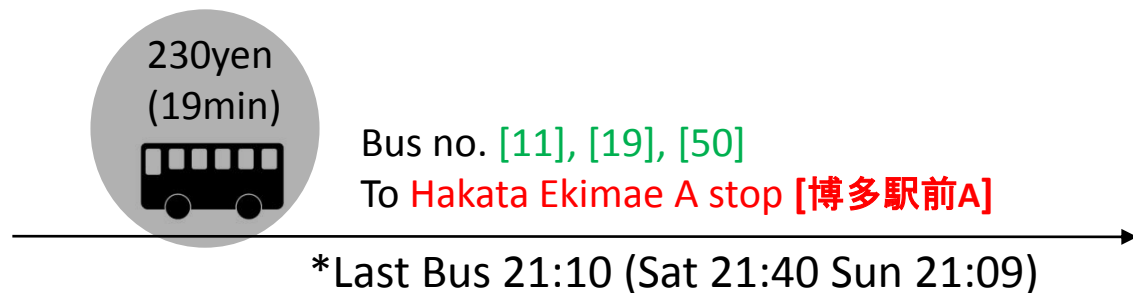 230yen
(19min)
Bus no. [11], [19], [50]
To Hakata Ekimae A stop [博多駅前A]
*Last Bus 21:10 (Sat 21:40 Sun 21:09)